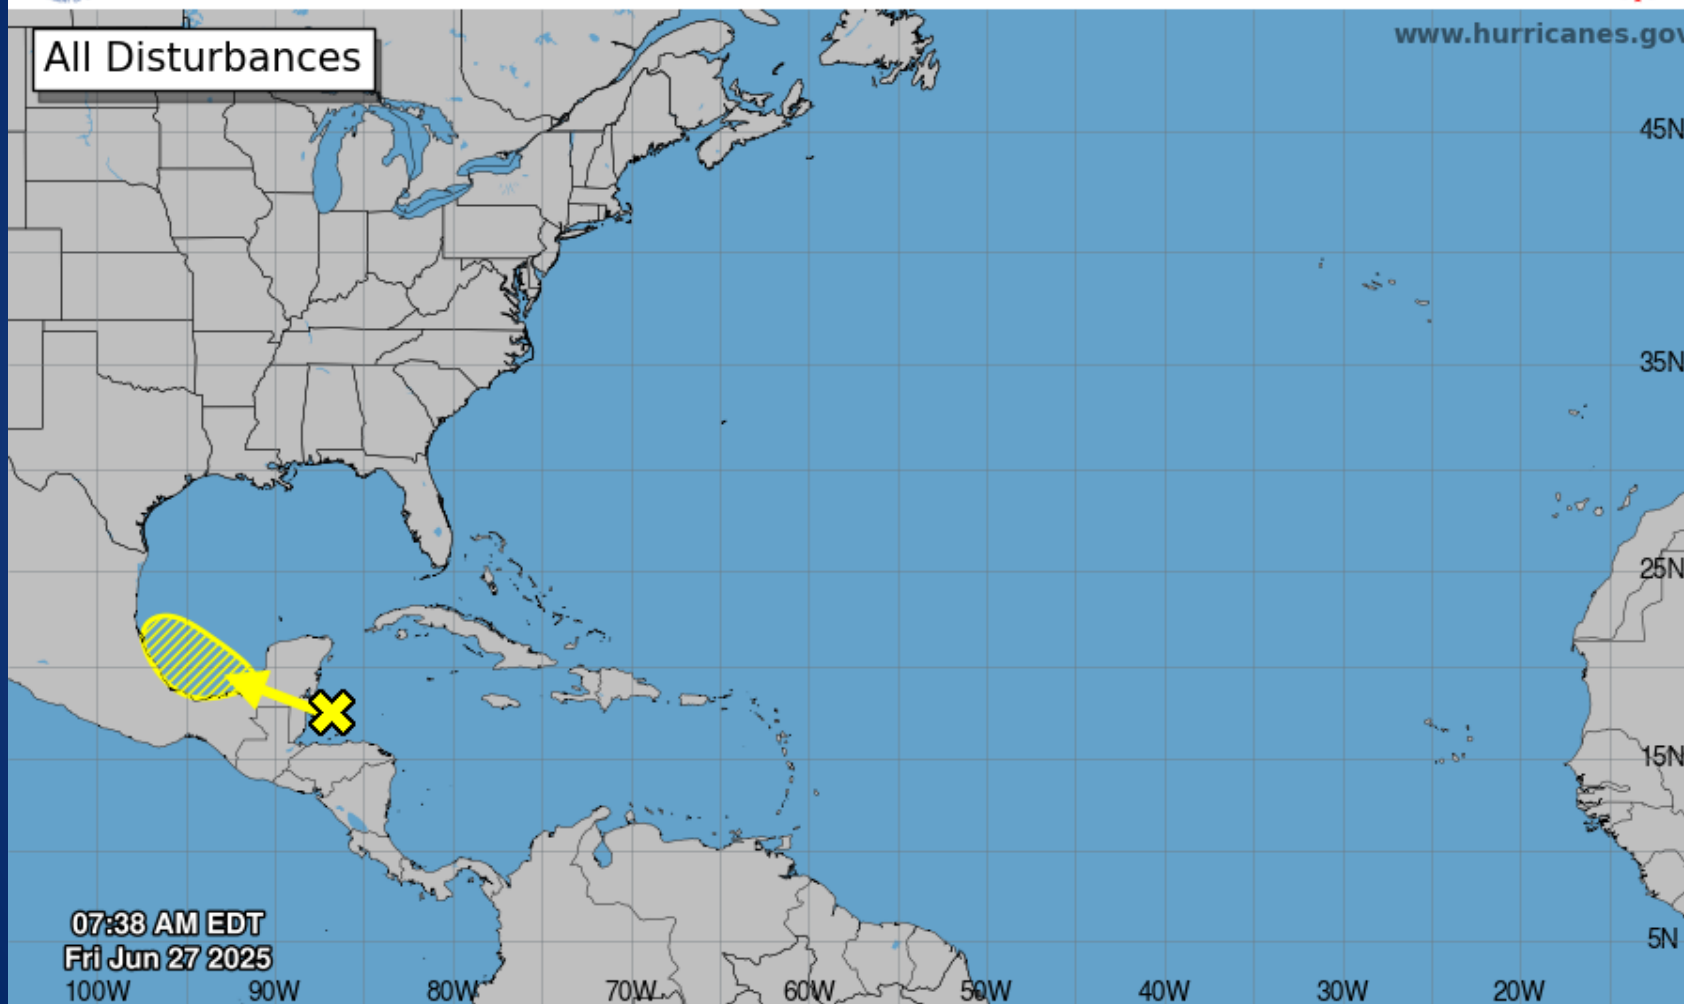 All Disturbances
www.hurricanes.gov
45N
35N
25N
15N
5N
07:38 AM EDT
Fri Jun 27 2025
100W 90W 80W 70W 60W 50W 40W 30W 20W